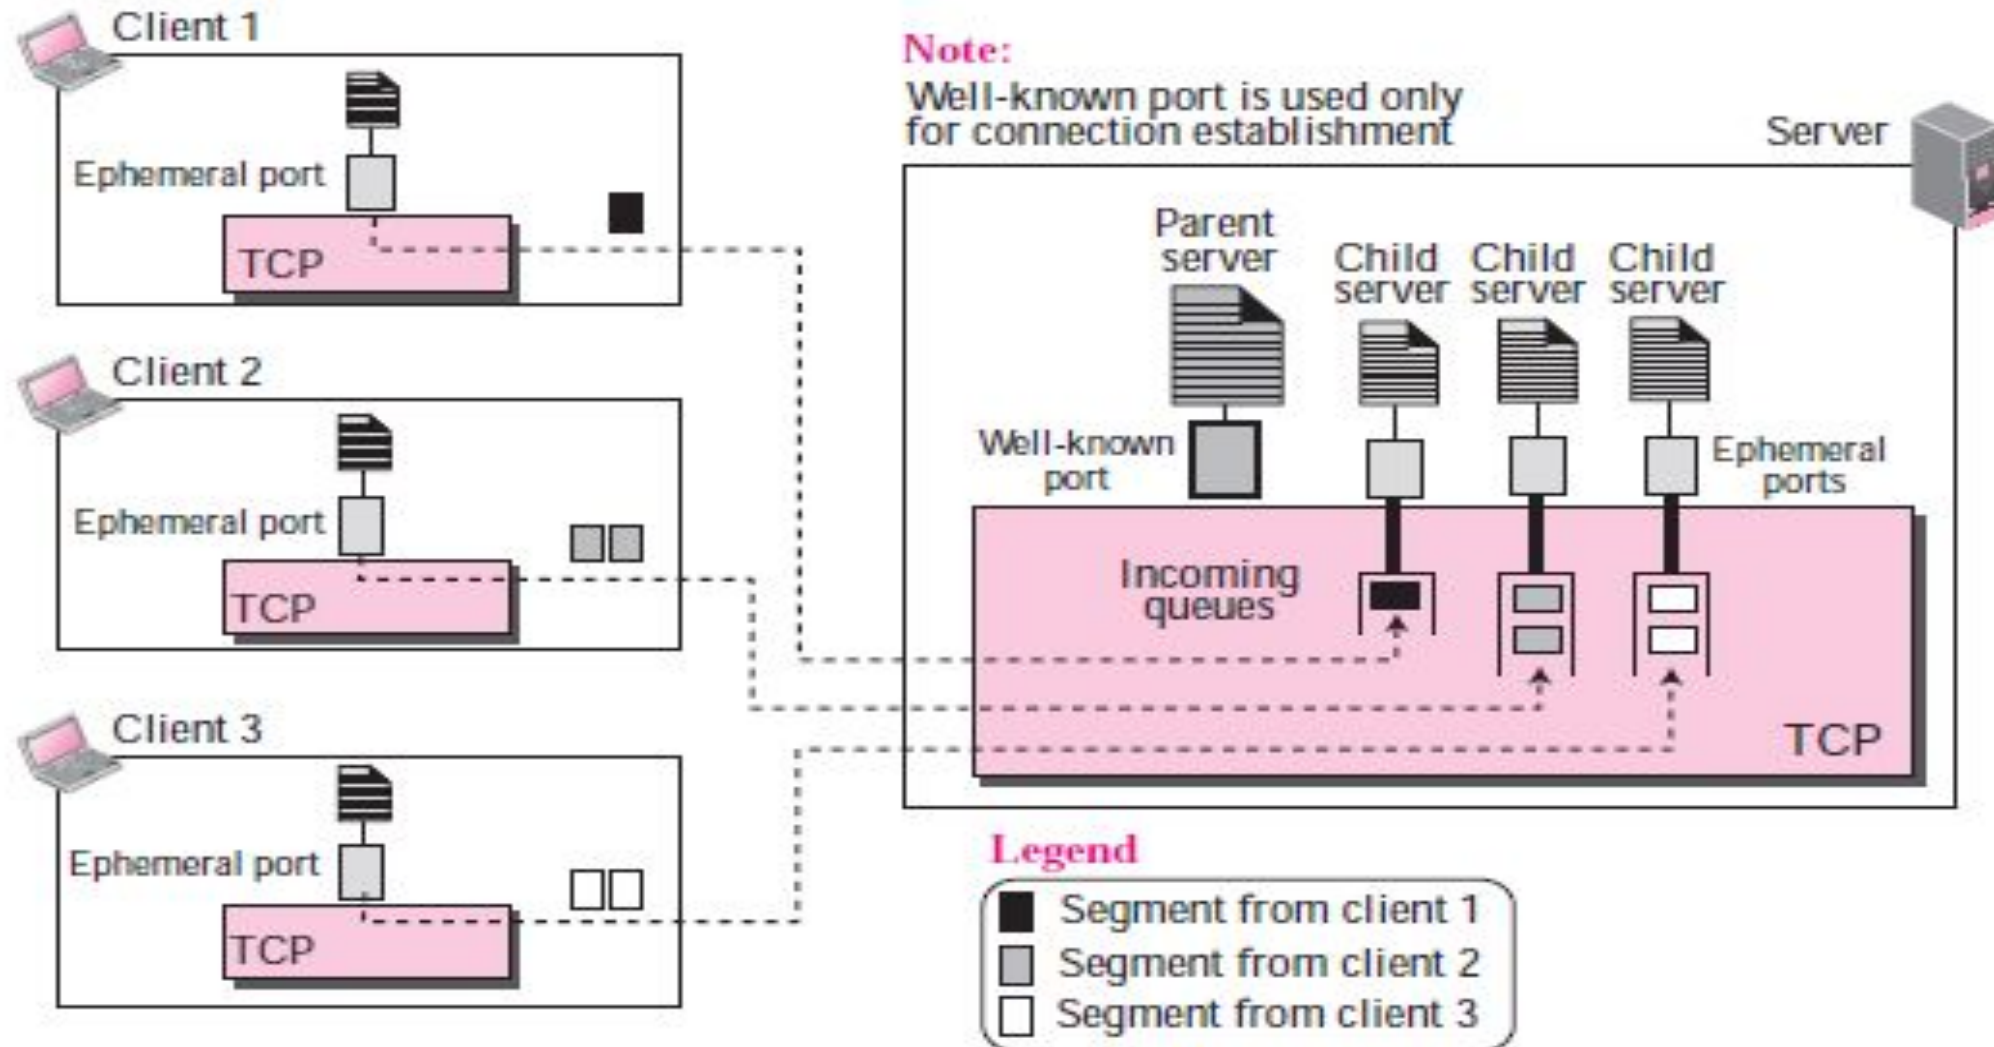 Client 1
Ephemeral port
TCP
Client 2
Ephemeral port
TCP
Client 3
Ephemeral port
TCP
Note:
Well-known port is used only
for connection establishment
Server
Parent
server
Child
server
Child
server
Child
server
Well-known
port
Ephemeral
ports
Incoming
queues
TCP
Legend
Segment from client 1
Segment from client 2
Segment from client 3